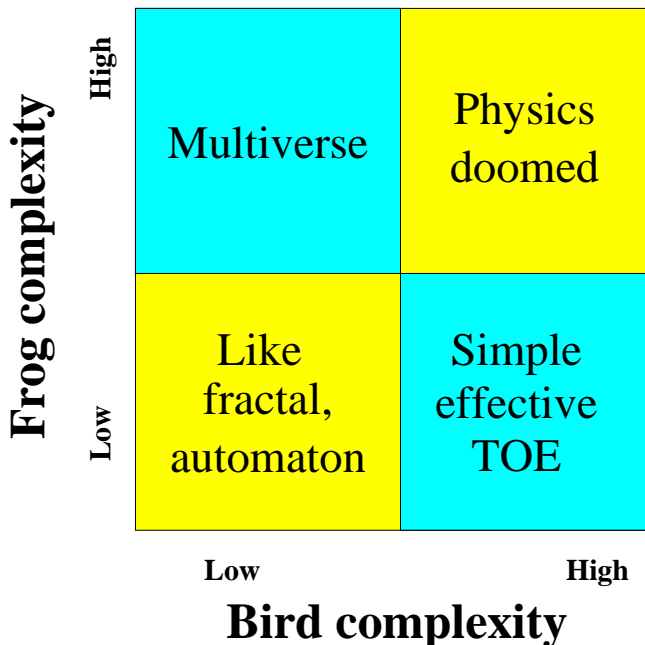 Frog complexity
High
Low
Multiverse
Physics
doomed
Like
fractal,
automaton
Simple
effective
TOE
Low
High
Bird complexity